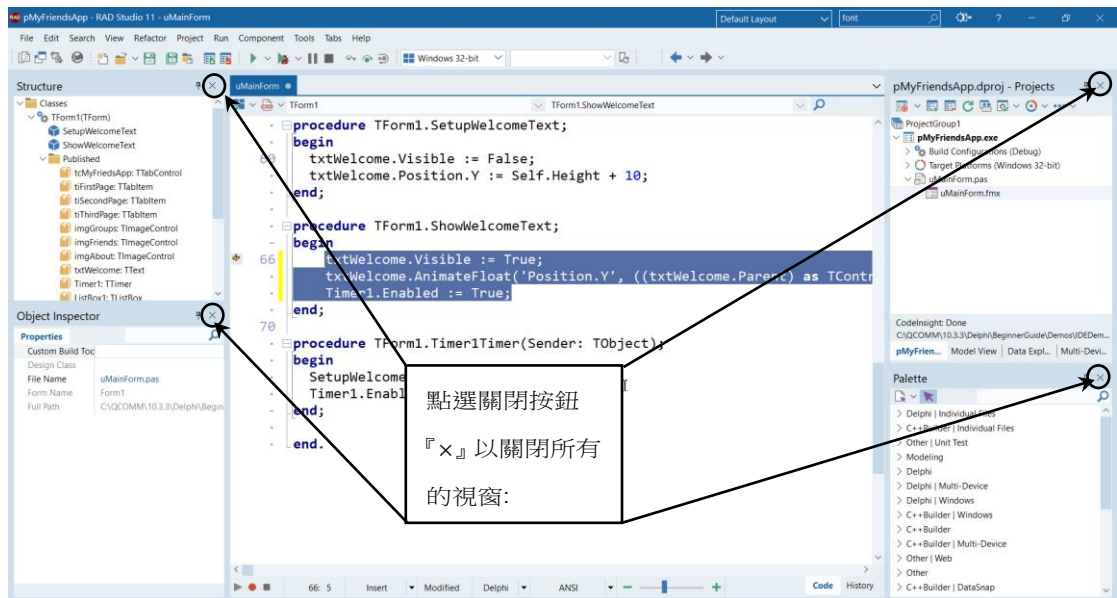 pMyFriendsApp - RAD Studio 11 - uMainForm
Default Layout
font
?
File Edit Search View Refactor Project Run Component Tools Tabs Help
Windows 32-bit
Structure
Classes
TForm1(TForm)
SetupWelcomeText
ShowWelcomeText
Published
tcMyFriedsApp: TTabControl
tiFirstPage: TTabItem
tiSecondPage: TTabItem
tiThirdPage: TTabItem
imgGroups: TImageControl
imgFriends: TImageControl
imgAbout: TImageControl
txtWelcome: TText
Timer1: TTimer
ListBox1: TListBox
Object Inspector
Properties
Custom Build Toc
Design Class
File Name uMainForm.pas
Form Name Form1
Full Path C:\QCOMM\10.3.3\Delphi\Begin
uMainForm
TForm1 TForm1.ShowWelcomeText
procedure TForm1.SetupWelcomeText;
begin
60 txtWelcome.Visible := False;
txtWelcome.Position.Y := Self.Height + 10;
end;
procedure TForm1.ShowWelcomeText;
begin
66 txtWelcome.Visible := True;
txtWelcome.AnimateFloat('Position.Y', ((txtWelcome.Parent) as TContr
Timer1.Enabled := True;
end;
70
procedure TForm1.Timer1Timer(Sender: TObject);
begin
SetupWelcome
Timer1.Enabl
end;
end.
點選關閉按鈕
『×』以關閉所有
的視窗:
66: 5 Insert Modified Delphi ANSI Code History
pMyFriendsApp.dproj - Projects
ProjectGroup1
pMyFriendsApp.exe
Build Configurations (Debug)
Target Platforms (Windows 32-bit)
uMainForm.pas
uMainForm.fmx
CodeInsight: Done
C:\QCOMM\10.3.3\Delphi\BeginnerGuide\Demos\IDEDem...
pMyFrien... Model View Data Expl... Multi-Devi...
Palette
Delphi | Individual Files
C++Builder | Individual Files
Other | Unit Test
Modeling
Delphi
Delphi | Multi-Device
Delphi | Windows
C++Builder | Windows
C++Builder
C++Builder | Multi-Device
Other | Web
Other
C++Builder | DataSnap